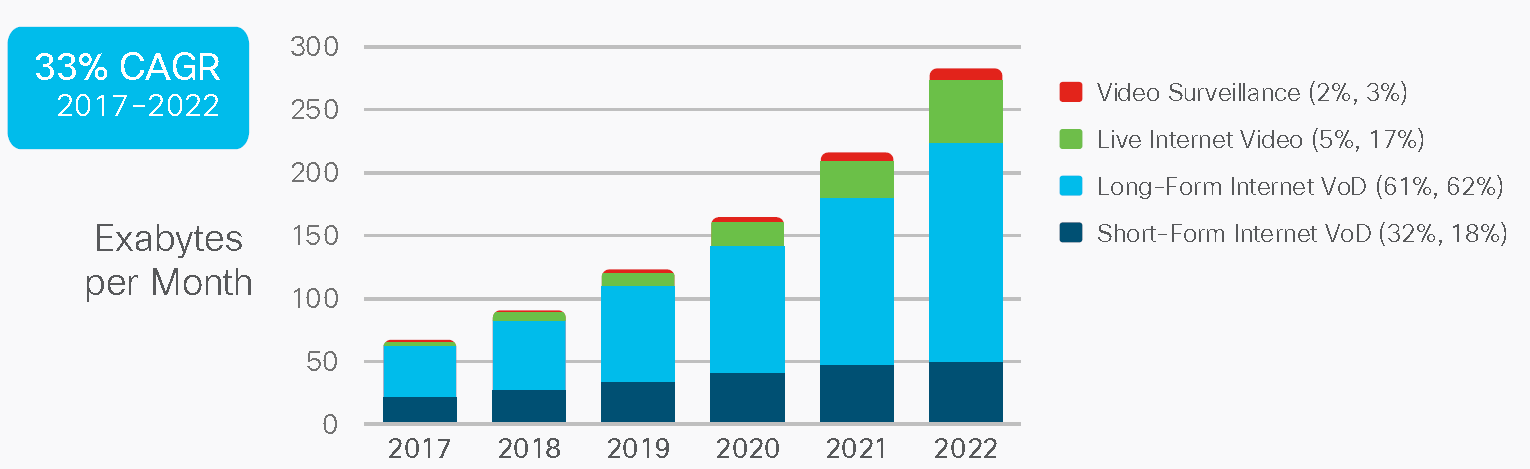 33% CAGR
2017–2022
Exabytes
per Month
300
250
200
150
100
50
0
2017
2018
2019
2020
2021
2022
Video Surveillance (2%, 3%)
Live Internet Video (5%, 17%)
Long-Form Internet VoD (61%, 62%)
Short-Form Internet VoD (32%, 18%)